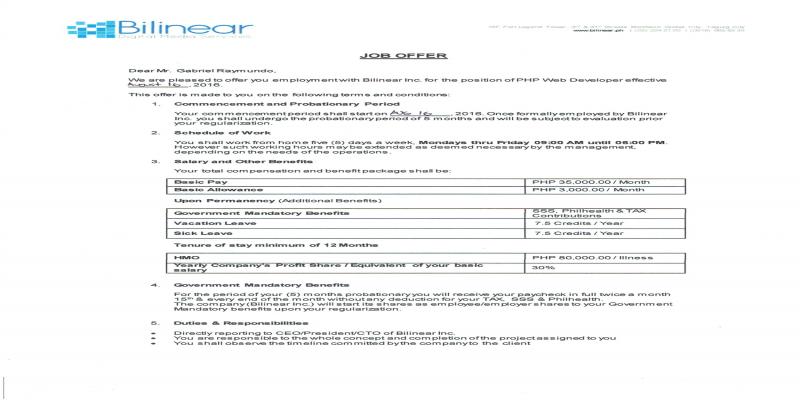 Bilinear
Digital Media Services
www.bilinear.ph
JOB OFFER
Dear Mr. Gabriel Raymundo,
We are pleased to offer you employment with Bilinear Inc. for the position of PHP Web Developer effective
August 16, 2016.
This offer is made to you on the following terms and conditions:
1. Commencement and Probationary Period
Your commencement period shall start on 16, 2016. Once formally employed by Bilinear
Inc. you shall undergo the probationary period of 5 months and will be subject to evaluation prior
your regularization.
2. Schedule of Work
You shall work from home five (5) days a week, Mondays thru Friday 09:00 AM until 06:00 PM.
However such working hours may be extended as deemed necessary by the management,
depending on the needs of the operations.
3. Salary and Other Benefits
Your total compensation and benefit package shall be:
Basic Pay PHP 35,000.00 / Month
Basic Allowance PHP 3,000.00 / Month
Upon Permanency (Additional Benefits)
Government Mandatory Benefits SSS, Philhealth & TAX
Contributions
Vacation Leave 7.5 Credits / Year
Sick Leave 7.5 Credits / Year
Tenure of stay minimum of 12 Months
HMO PHP 80,000.00 / Illness
Yearly Company's Profit Share / Equivalent of your basic
salary 30%
4. Government Mandatory Benefits
For the period of your (5) months probationary you will receive your paycheck in full twice a month
15th & every end of the month without any deduction for your TAX, SSS & Philhealth.
The company (Bilinear Inc.) will start its shares as employee/employer shares to your Government
Mandatory benefits upon your regularization.
5. Duties & Responsibilities
• Directly reporting to CEO/President/CTO of Bilinear Inc.
• You are responsible to the whole concept and completion of the project assigned to you
• You shall observe the timeline committed by the company to the client